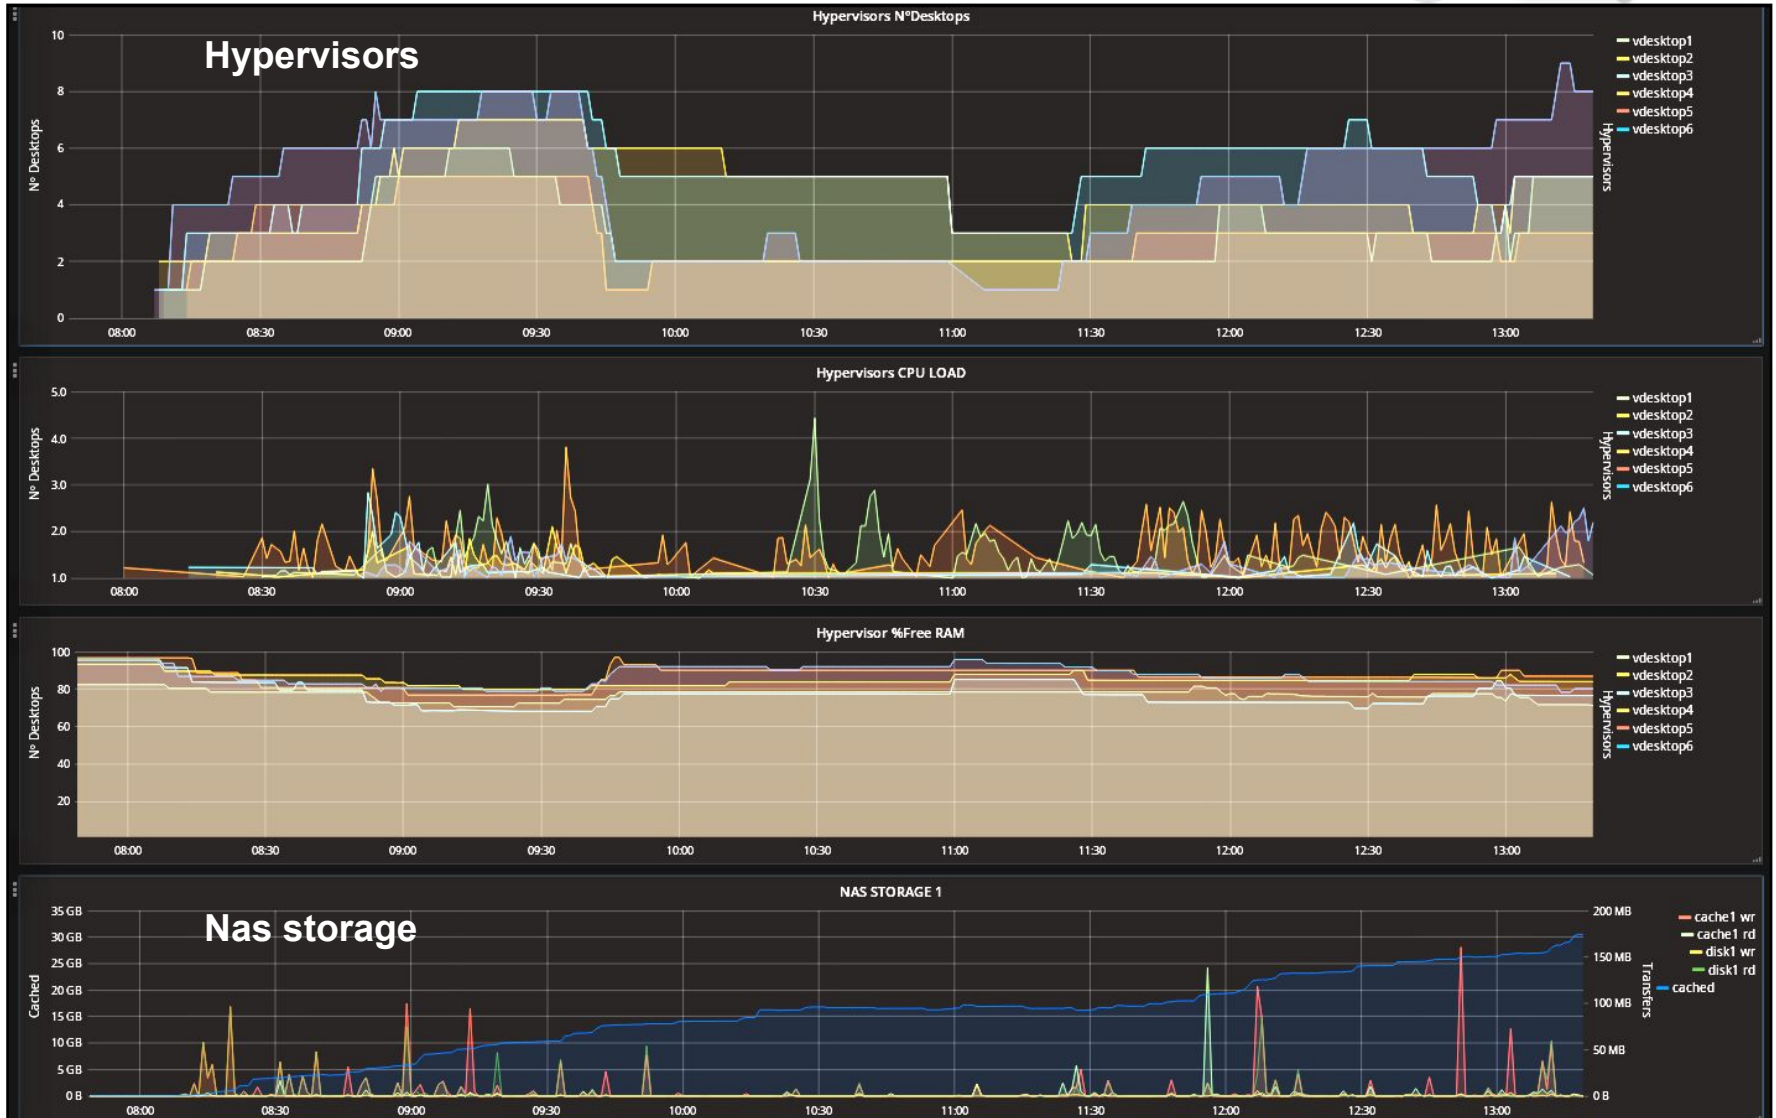 Hypervisors NºDesktops
Hypervisors
10
8
6
4
2
0
Nº Desktops
08:00 08:30 09:00 09:30 10:00 10:30 11:00 11:30 12:00 12:30 13:00
Hypervisors
vdesktop1
vdesktop2
vdesktop3
vdesktop4
vdesktop5
vdesktop6
Hypervisors CPU LOAD
5.0
4.0
3.0
2.0
1.0
Nº Desktops
08:00 08:30 09:00 09:30 10:00 10:30 11:00 11:30 12:00 12:30 13:00
Hypervisors
vdesktop1
vdesktop2
vdesktop3
vdesktop4
vdesktop5
vdesktop6
Hypervisor %Free RAM
100
80
60
40
20
Nº Desktops
08:00 08:30 09:00 09:30 10:00 10:30 11:00 11:30 12:00 12:30 13:00
Hypervisors
vdesktop1
vdesktop2
vdesktop3
vdesktop4
vdesktop5
vdesktop6
NAS STORAGE 1
Nas storage
35 GB
30 GB
25 GB
20 GB
15 GB
10 GB
5 GB
0 B
Cached
08:00 08:30 09:00 09:30 10:00 10:30 11:00 11:30 12:00 12:30 13:00
200 MB
150 MB
100 MB
50 MB
0 B
Transfers
cache1 wr
cache1 rd
disk1 wr
disk1 rd
cached